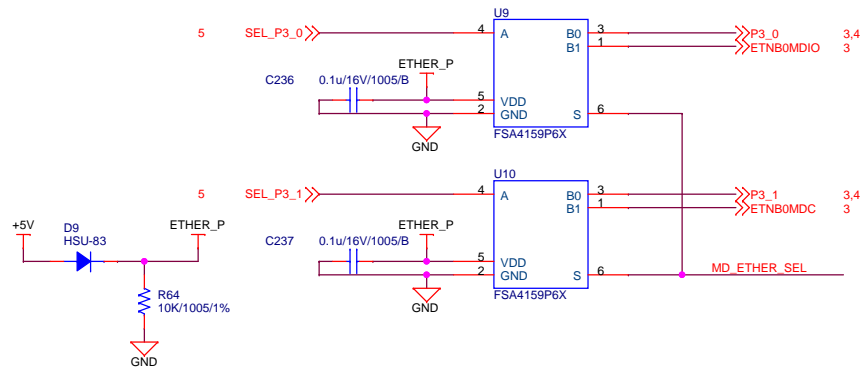 U9
5 SEL_P3_0 4 A B0 3 P3_0 3,4
B1 1 ETNB0MDIO 3
ETHER_P
C236 0.1u/16V/1005/B
5 VDD
2 GND S 6
FSA4159P6X
GND
U10
5 SEL_P3_1 4 A B0 3 P3_1 3,4
B1 1 ETNB0MDC 3
+5V D9 ETHER_P ETHER_P
HSU-83 C237 0.1u/16V/1005/B
5 VDD
2 GND S 6 MD_ETHER_SEL
FSA4159P6X
R64
10K/1005/1%
GND
GND